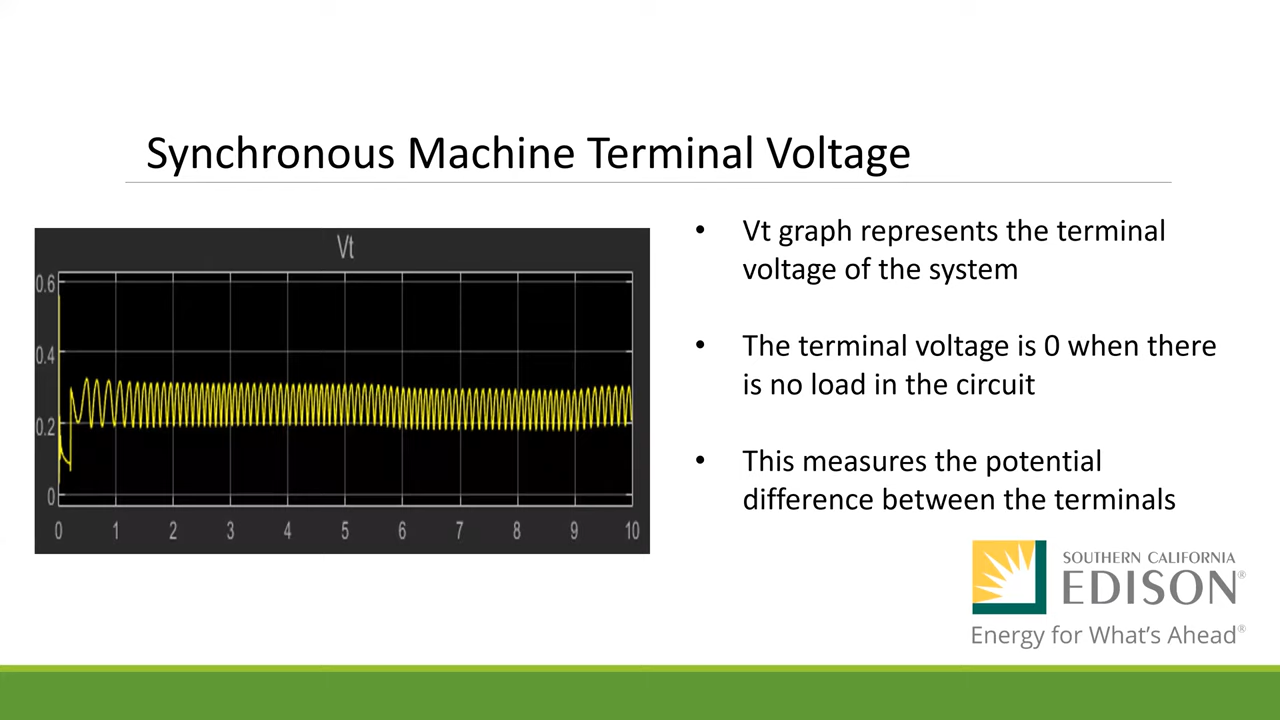 Synchronous Machine Terminal Voltage
Vt
0.6
0.4
0.2
0
0 1 2 3 4 5 6 7 8 9 10
• Vt graph represents the terminal
voltage of the system
• The terminal voltage is 0 when there
is no load in the circuit
• This measures the potential
difference between the terminals
SOUTHERN CALIFORNIA
EDISON®
Energy for What's Ahead®